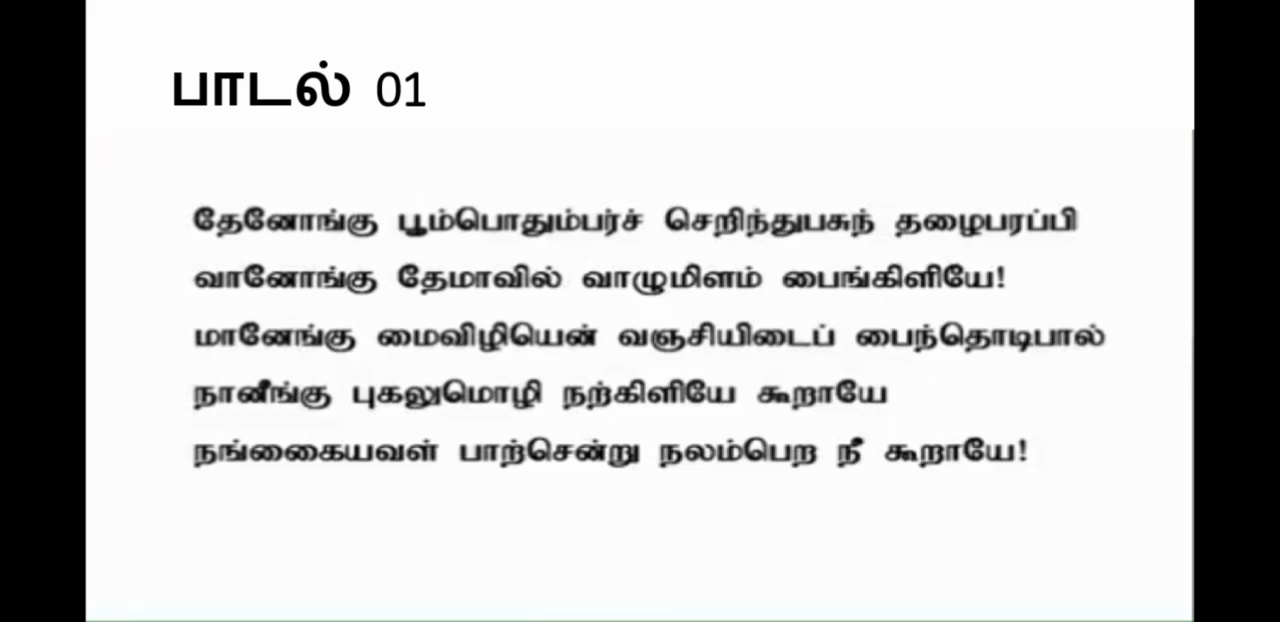 பாடல் 01
தேனோங்கு பூம்பொதும்பர்ச் செறிந்துபசுந் தழைபரப்பி
வானோங்கு தேமாவில் வாழுமிளம் பைங்கிளியே!
மானேங்கு மைவிழியென் வஞ்சியிடைப் பைந்தொடிபால்
நானீங்கு புகலுமொழி நற்கிளியே கூறாயே
நங்கையவள் பாற்சென்று நலம்பெற நீ கூறாயே!